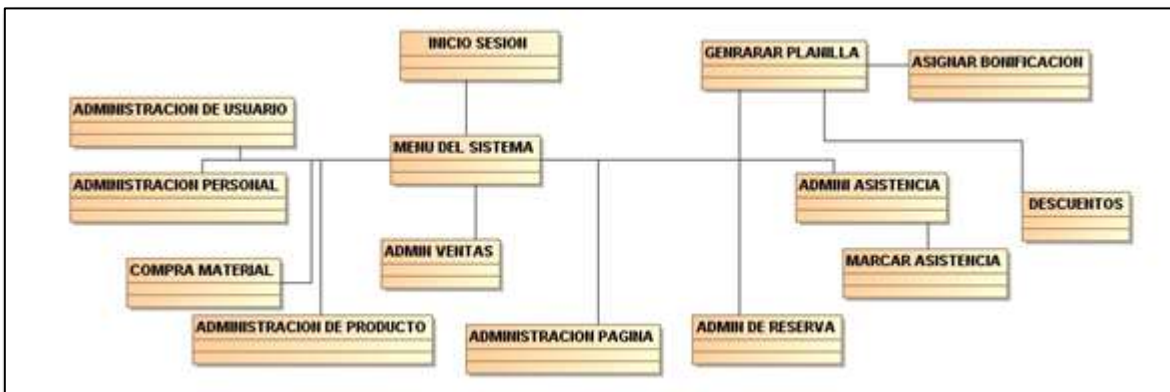 INICIO SESION
GENRARAR PLANILLA
ASIGNAR BONIFICACION
ADMINISTRACION DE USUARIO
MENU DEL SISTEMA
ADMINISTRACION PERSONAL
ADMINI ASISTENCIA
DESCUENTOS
ADMIN VENTAS
MARCAR ASISTENCIA
COMPRA MATERIAL
ADMINISTRACION DE PRODUCTO
ADMINISTRACION PAGINA
ADMIN DE RESERVA